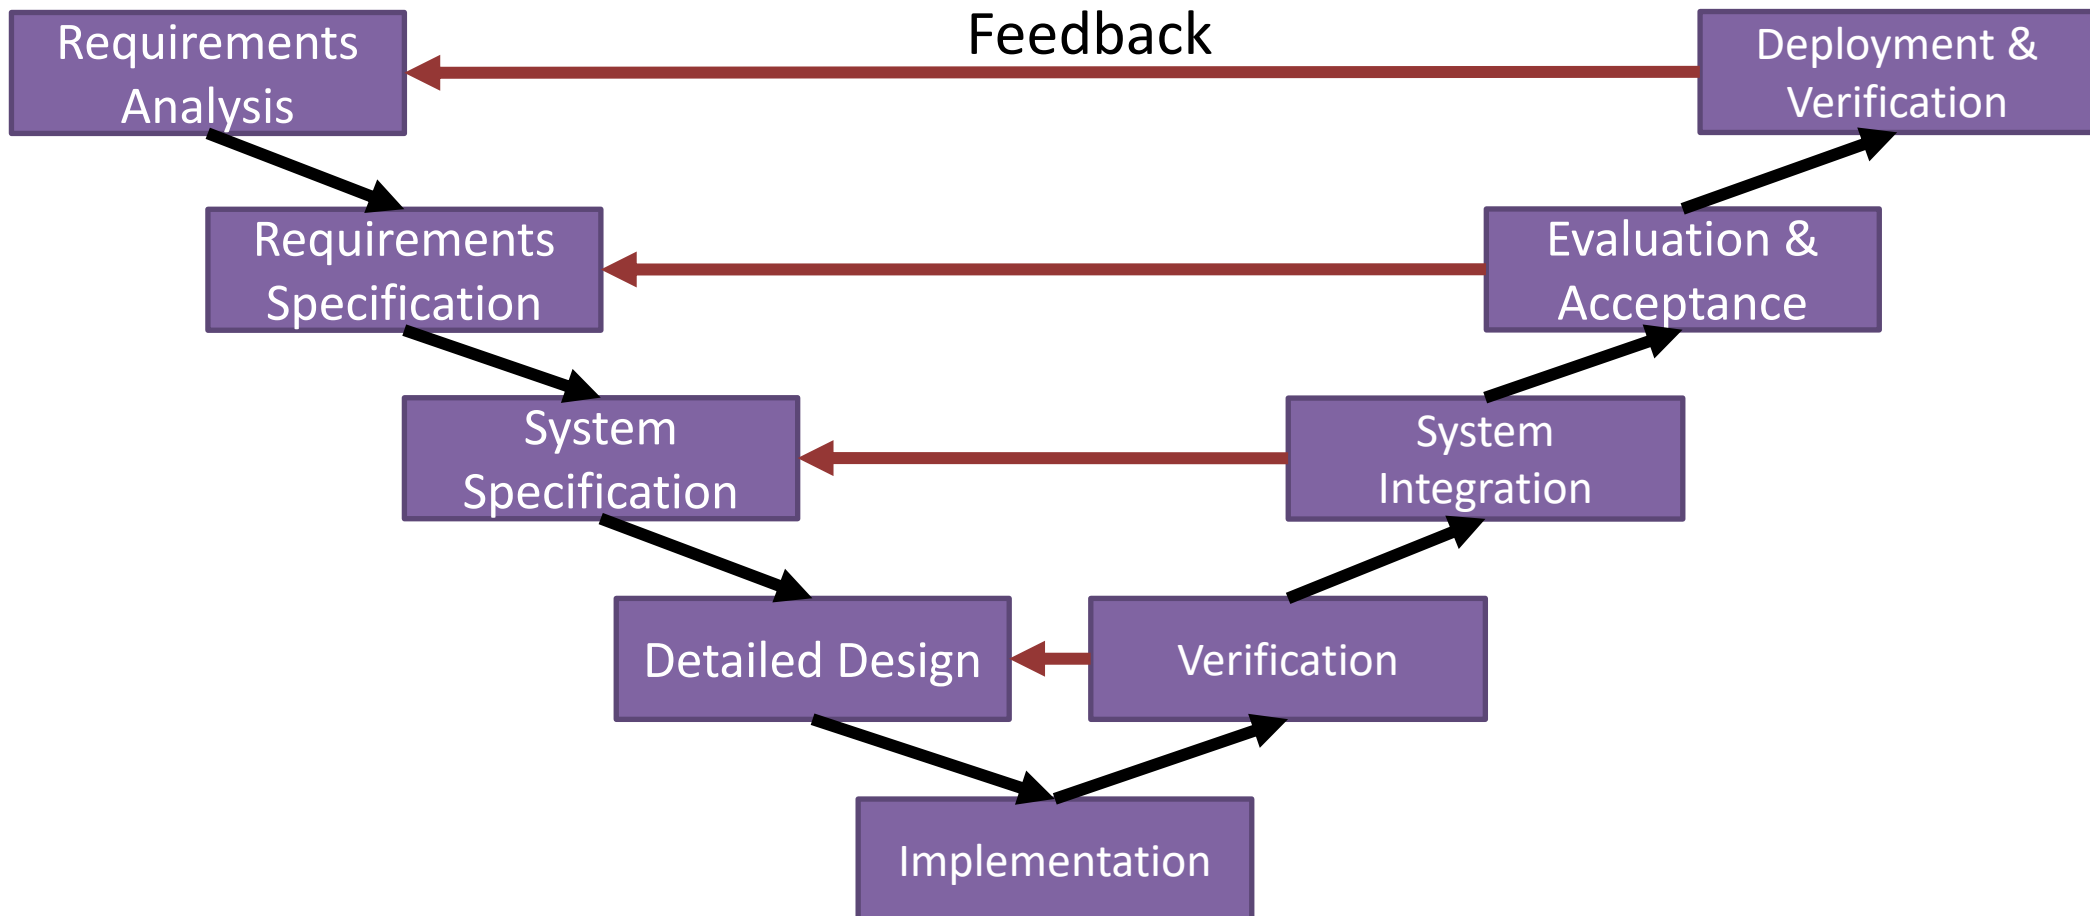 Feedback
Requirements
Analysis
Deployment &
Verification
Requirements
Specification
Evaluation &
Acceptance
System
Specification
System
Integration
Detailed Design
Verification
Implementation